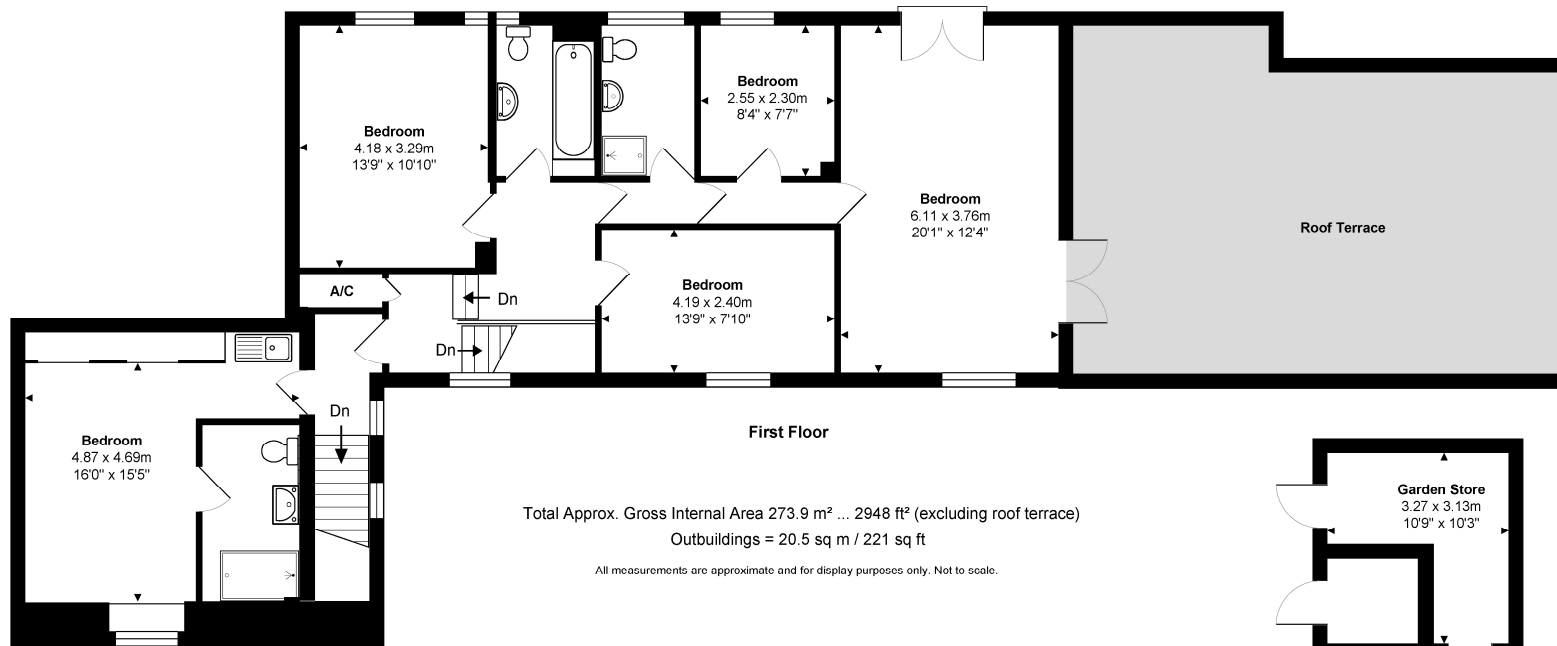 Bedroom
2.55 x 2.30m
8'4" x 7'7"
Bedroom
4.18 x 3.29m
13'9" x 10'10"
Bedroom
6.11 x 3.76m
20'1" x 12'4"
Roof Terrace
A/C
Dn
Bedroom
4.19 x 2.40m
13'9" x 7'10"
Dn
Dn
Bedroom
4.87 x 4.69m
16'0" x 15'5"
First Floor
Garden Store
3.27 x 3.13m
10'9" x 10'3"
Total Approx. Gross Internal Area 273.9 m² ... 2948 ft² (excluding roof terrace)
Outbuildings = 20.5 sq m / 221 sq ft
All measurements are approximate and for display purposes only. Not to scale.